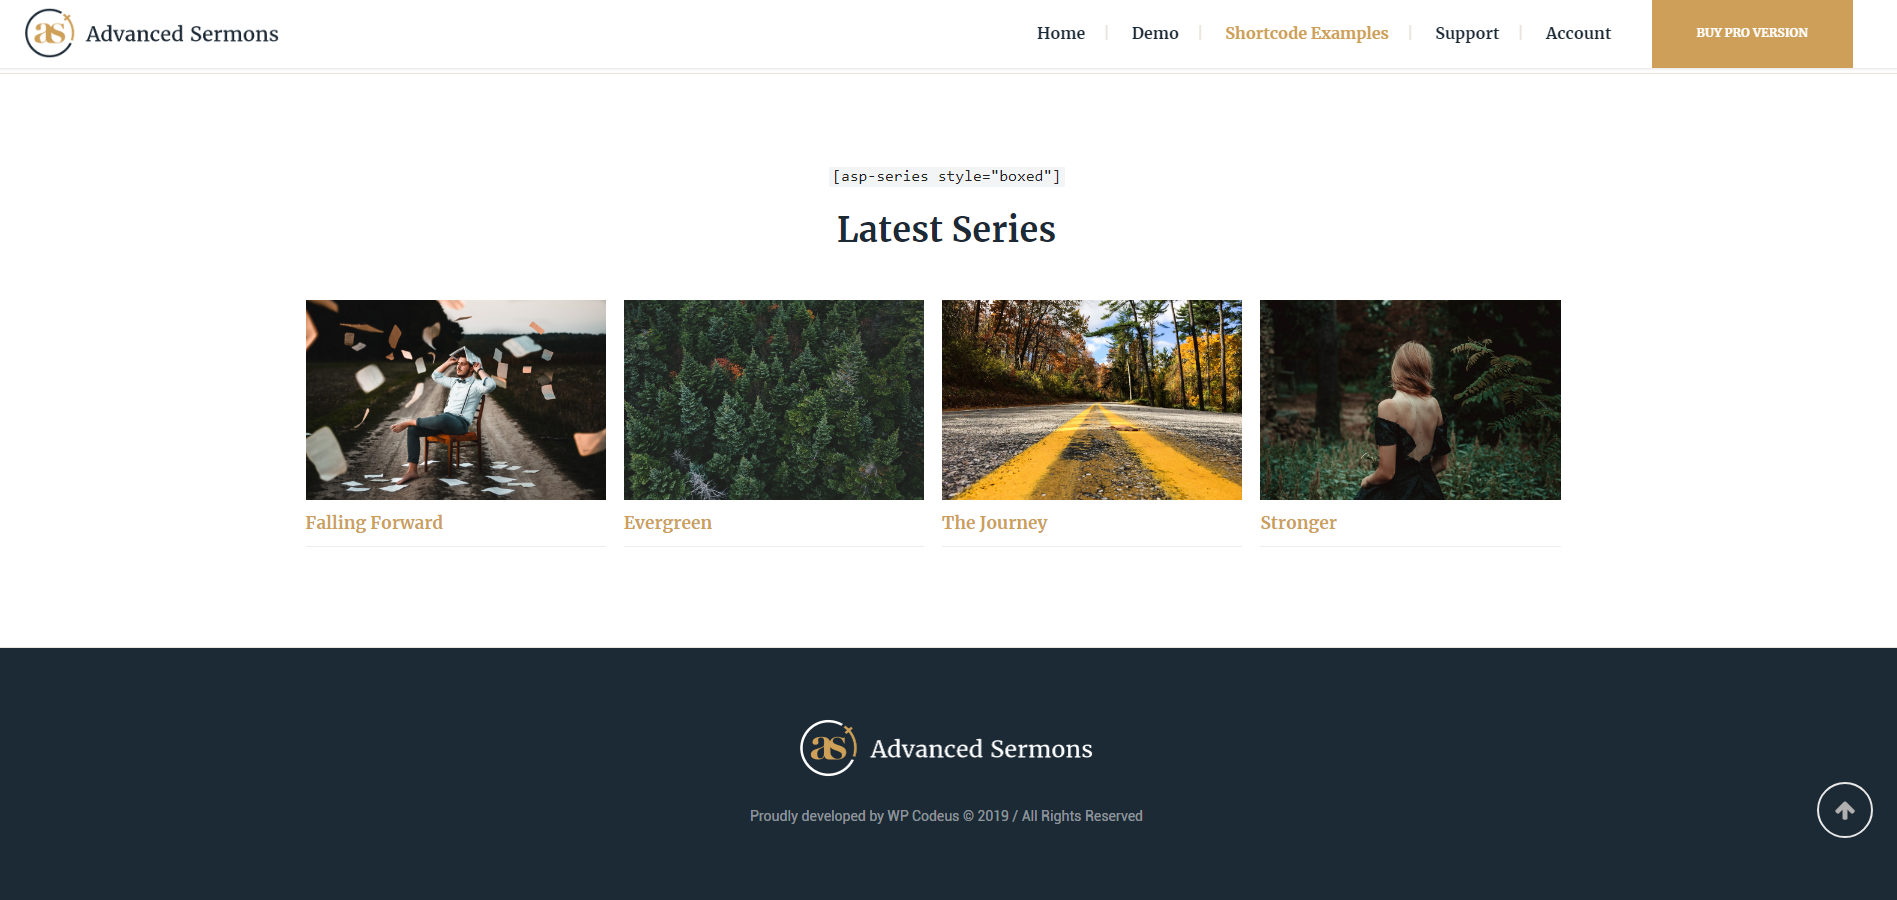 as Advanced Sermons
Home Demo Shortcode Examples Support Account BUY PRO VERSION
[asp-series style="boxed"]
Latest Series
Falling Forward Evergreen The Journey Stronger
as Advanced Sermons
Proudly developed by WP Codeus © 2019 / All Rights Reserved